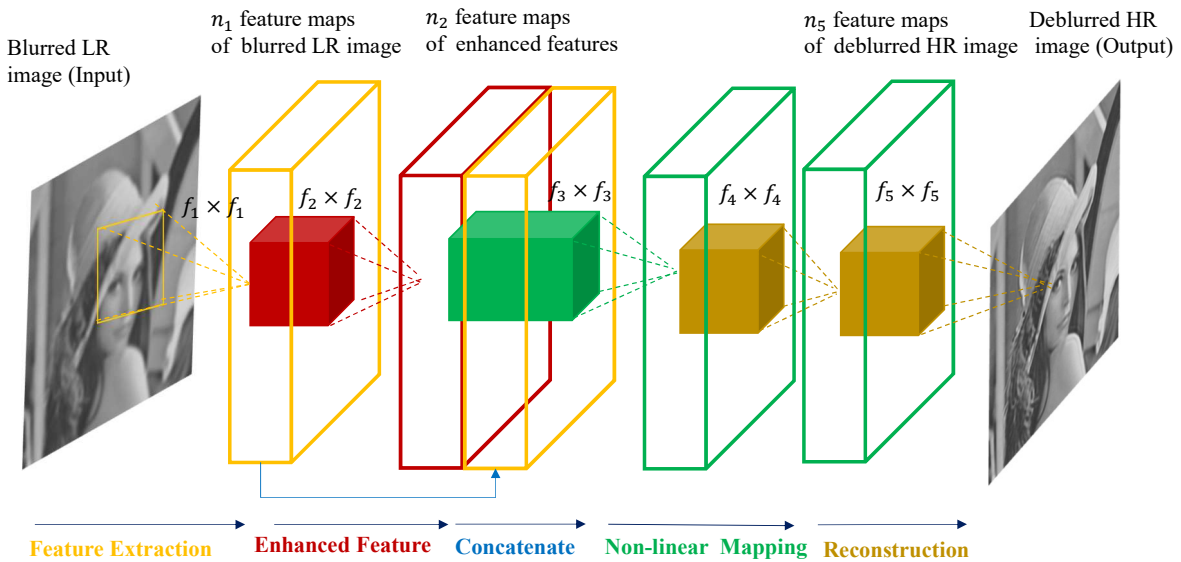 Blurred LR
image (Input)
n₁ feature maps
of blurred LR image
n₂ feature maps
of enhanced features
n₅ feature maps
of deblurred HR image
Deblurred HR
image (Output)
f₁ × f₁
f₂ × f₂
f₃ × f₃
f₄ × f₄
f₅ × f₅
Feature Extraction
Enhanced Feature
Concatenate
Non-linear Mapping
Reconstruction